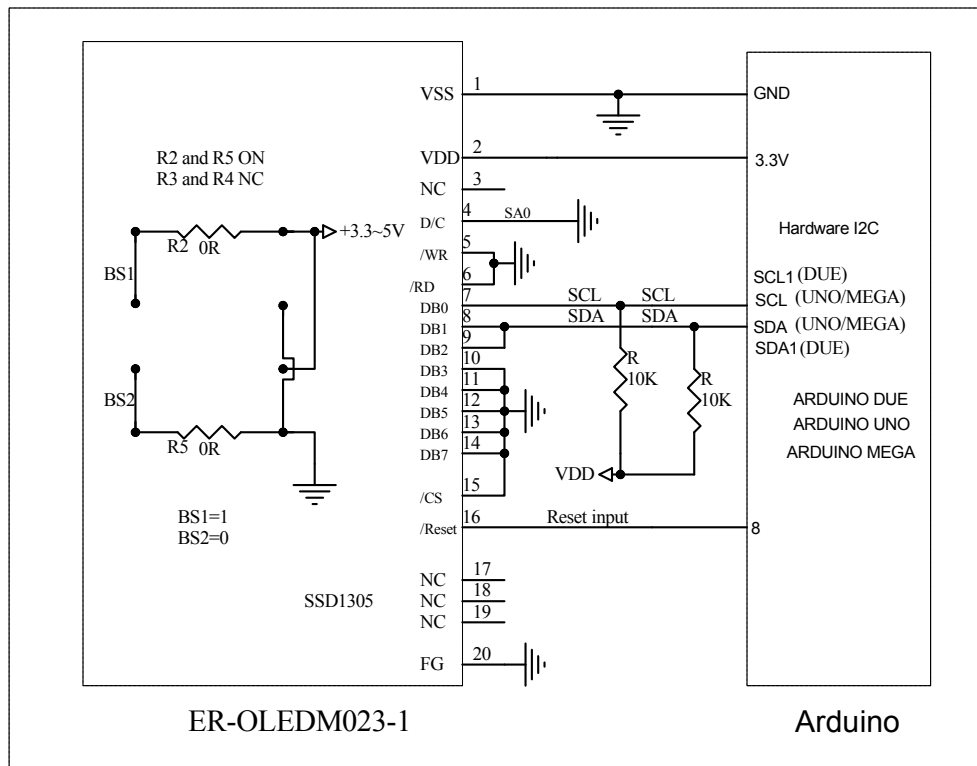 R2 and R5 ON
R3 and R4 NC
BS1
R2
0R
+3.3~5V
BS2
R5
0R
BS1=1
BS2=0
SSD1305
VSS 1
VDD 2
NC 3
D/C 4 SA0
/WR 5
/RD 6
DB0 7 SCL SCL
DB1 8 SDA SDA
DB2 9
DB3 10
DB4 11
DB5 12
DB6 13
DB7 14
/CS 15
/Reset 16 Reset input
NC 17
NC 18
NC 19
FG 20
R
10K
R
10K
VDD
GND
3.3V
Hardware I2C
SCL1 (DUE)
SCL (UNO/MEGA)
SDA (UNO/MEGA)
SDA1 (DUE)
ARDUINO DUE
ARDUINO UNO
ARDUINO MEGA
8
ER-OLEDM023-1
Arduino